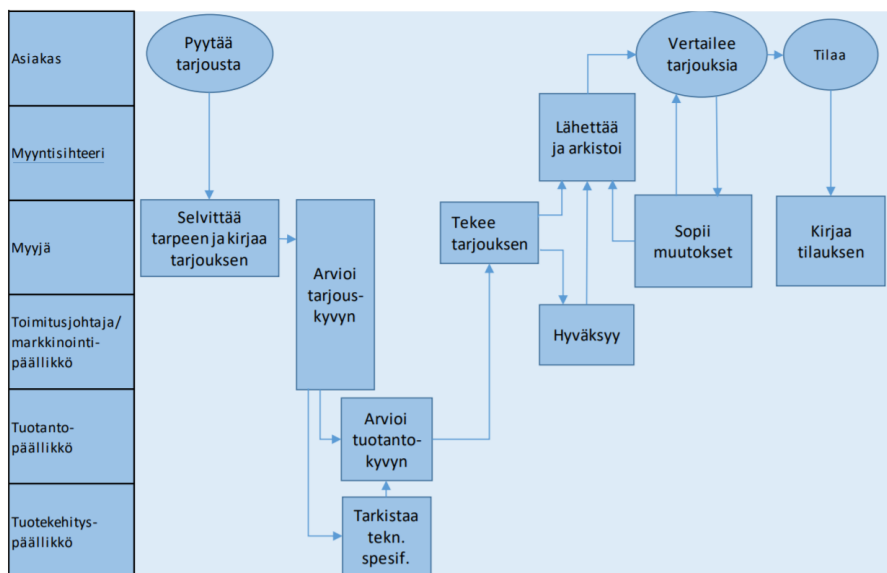 Asiakas
Pyytää
tarjousta
Vertailee
tarjouksia
Tilaa
Myyntisihteeri
Lähettää
ja arkistoi
Myyjä
Selvittää
tarpeen ja kirjaa
tarjouksen
Arvioi
tarjous-
kyvyn
Tekee
tarjouksen
Sopii
muutokset
Kirjaa
tilauksen
Toimitusjohtaja/
markkinointi-
päällikkö
Hyväksyy
Tuotanto-
päällikkö
Arvioi
tuotanto-
kyvyn
Tuotekehitys-
päällikkö
Tarkistaa
tekn.
spesif.